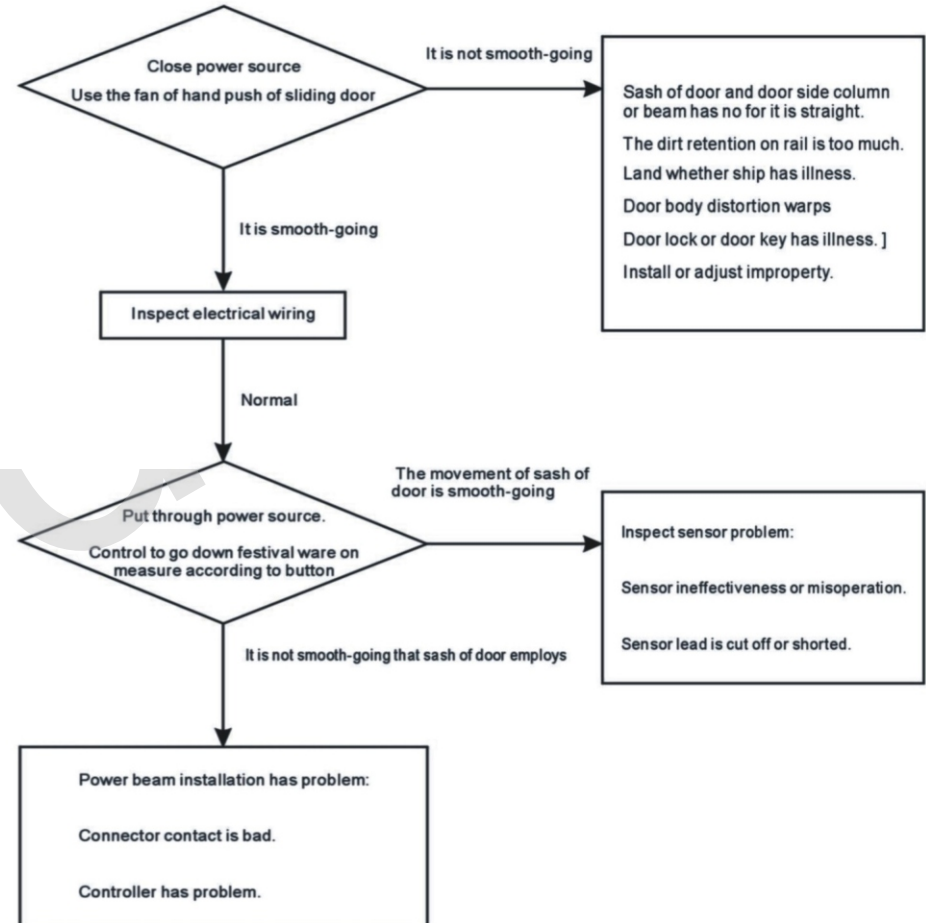 Close power source
Use the fan of hand push of sliding door
It is not smooth-going
Sash of door and door side column
or beam has no for it is straight.
The dirt retention on rail is too much.
Land whether ship has illness.
Door body distortion warps
Door lock or door key has illness. ]
Install or adjust improperty.
It is smooth-going
Inspect electrical wiring
Normal
Put through power source.
Control to go down festival ware on
measure according to button
The movement of sash of
door is smooth-going
Inspect sensor problem:
Sensor ineffectiveness or misoperation.
Sensor lead is cut off or shorted.
It is not smooth-going that sash of door employs
Power beam installation has problem:
Connector contact is bad.
Controller has problem.